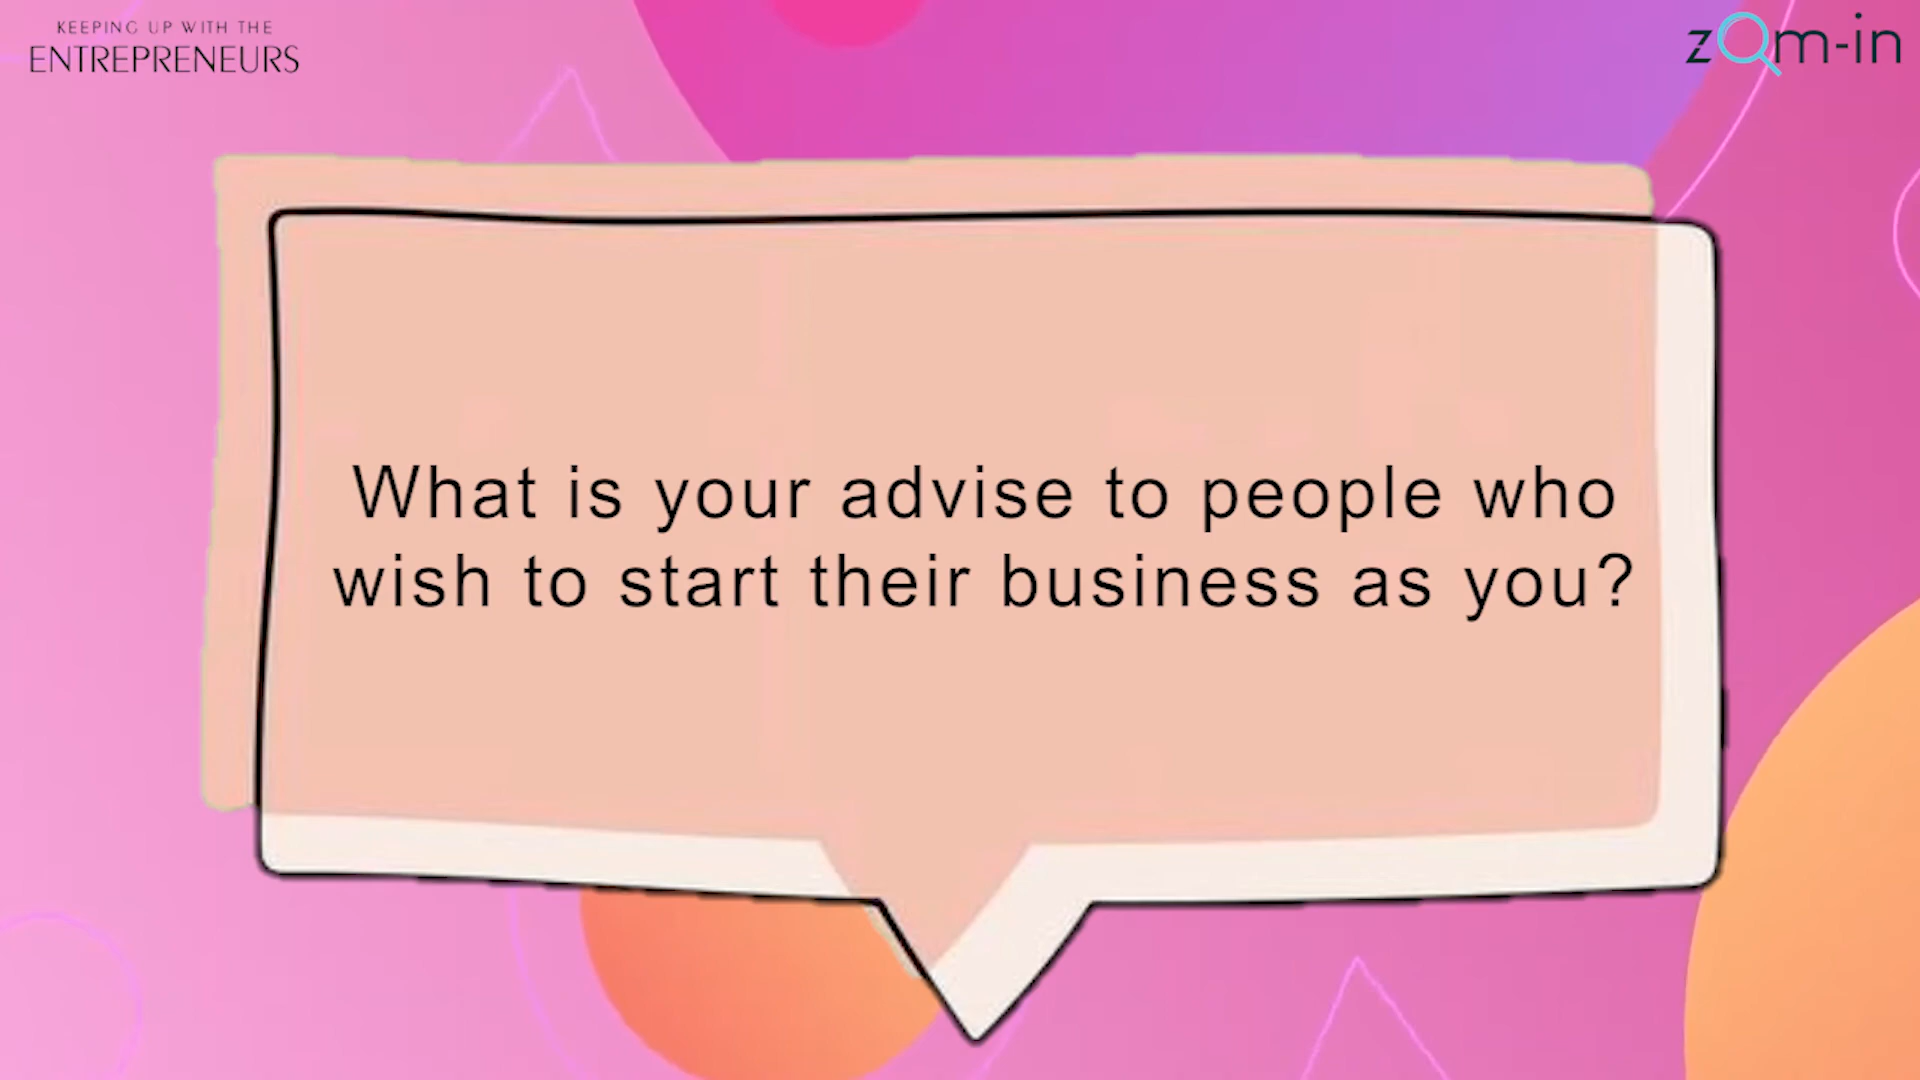 KEEPING UP WITH THE
ENTREPRENEURS
zOm-in
What is your advise to people who
wish to start their business as you?